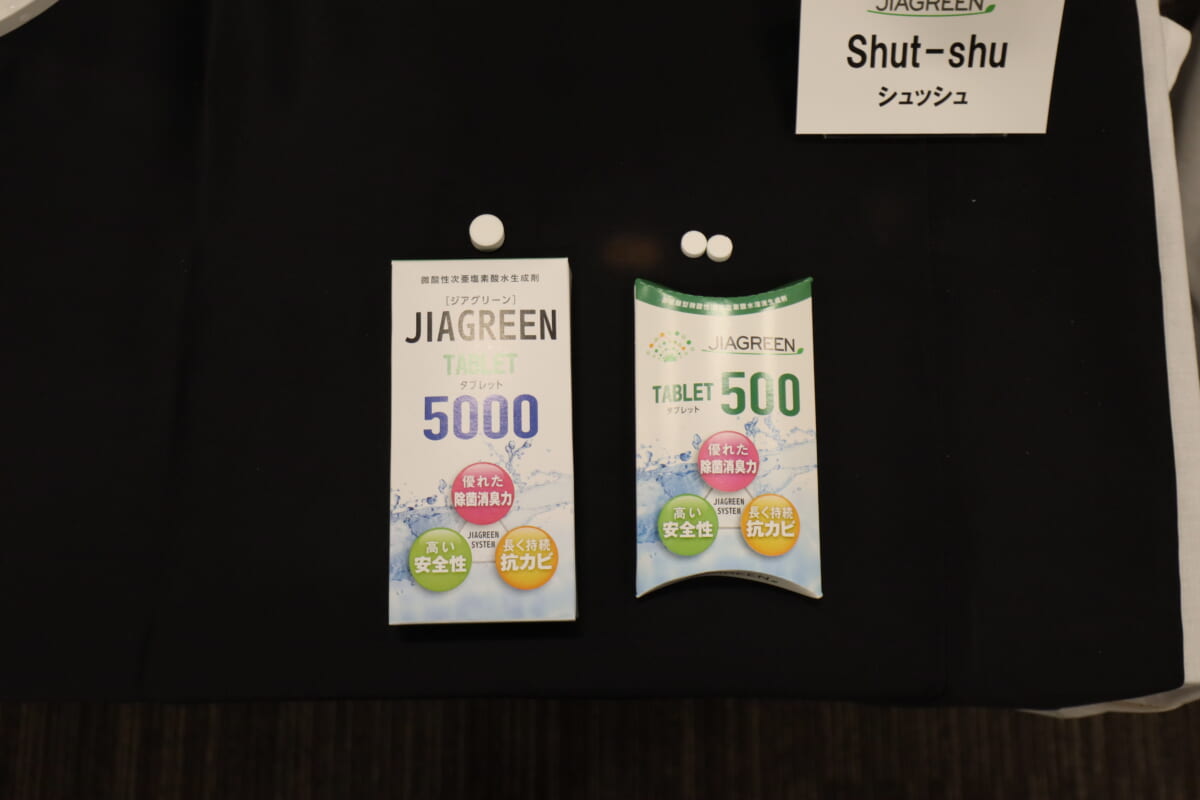 JIAGREEN
Shut-shu
シュッシュ
微酸性次亜塩素酸水生成剤
[ジアグリーン]
JIAGREEN
TABLET
タブレット
5000
優れた
除菌消臭力
JIAGREEN
SYSTEM
高い
安全性
長く持続
抗カビ
JIAGREEN
TABLET 500
タブレット
優れた
除菌消臭力
JIAGREEN
SYSTEM
高い
安全性
長く持続
抗カビ